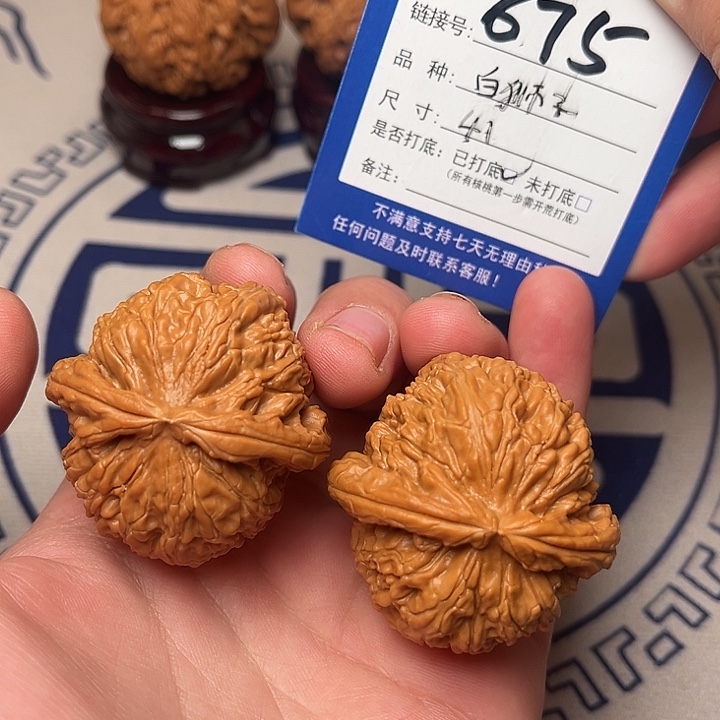 链接号: 675
品 种: 白狮子
尺 寸: 41
是否打底: 已打底 未打底
(所有核桃第一步需开荒打底)
备注:
不满意支持七天无理由
任何问题及时联系客服!